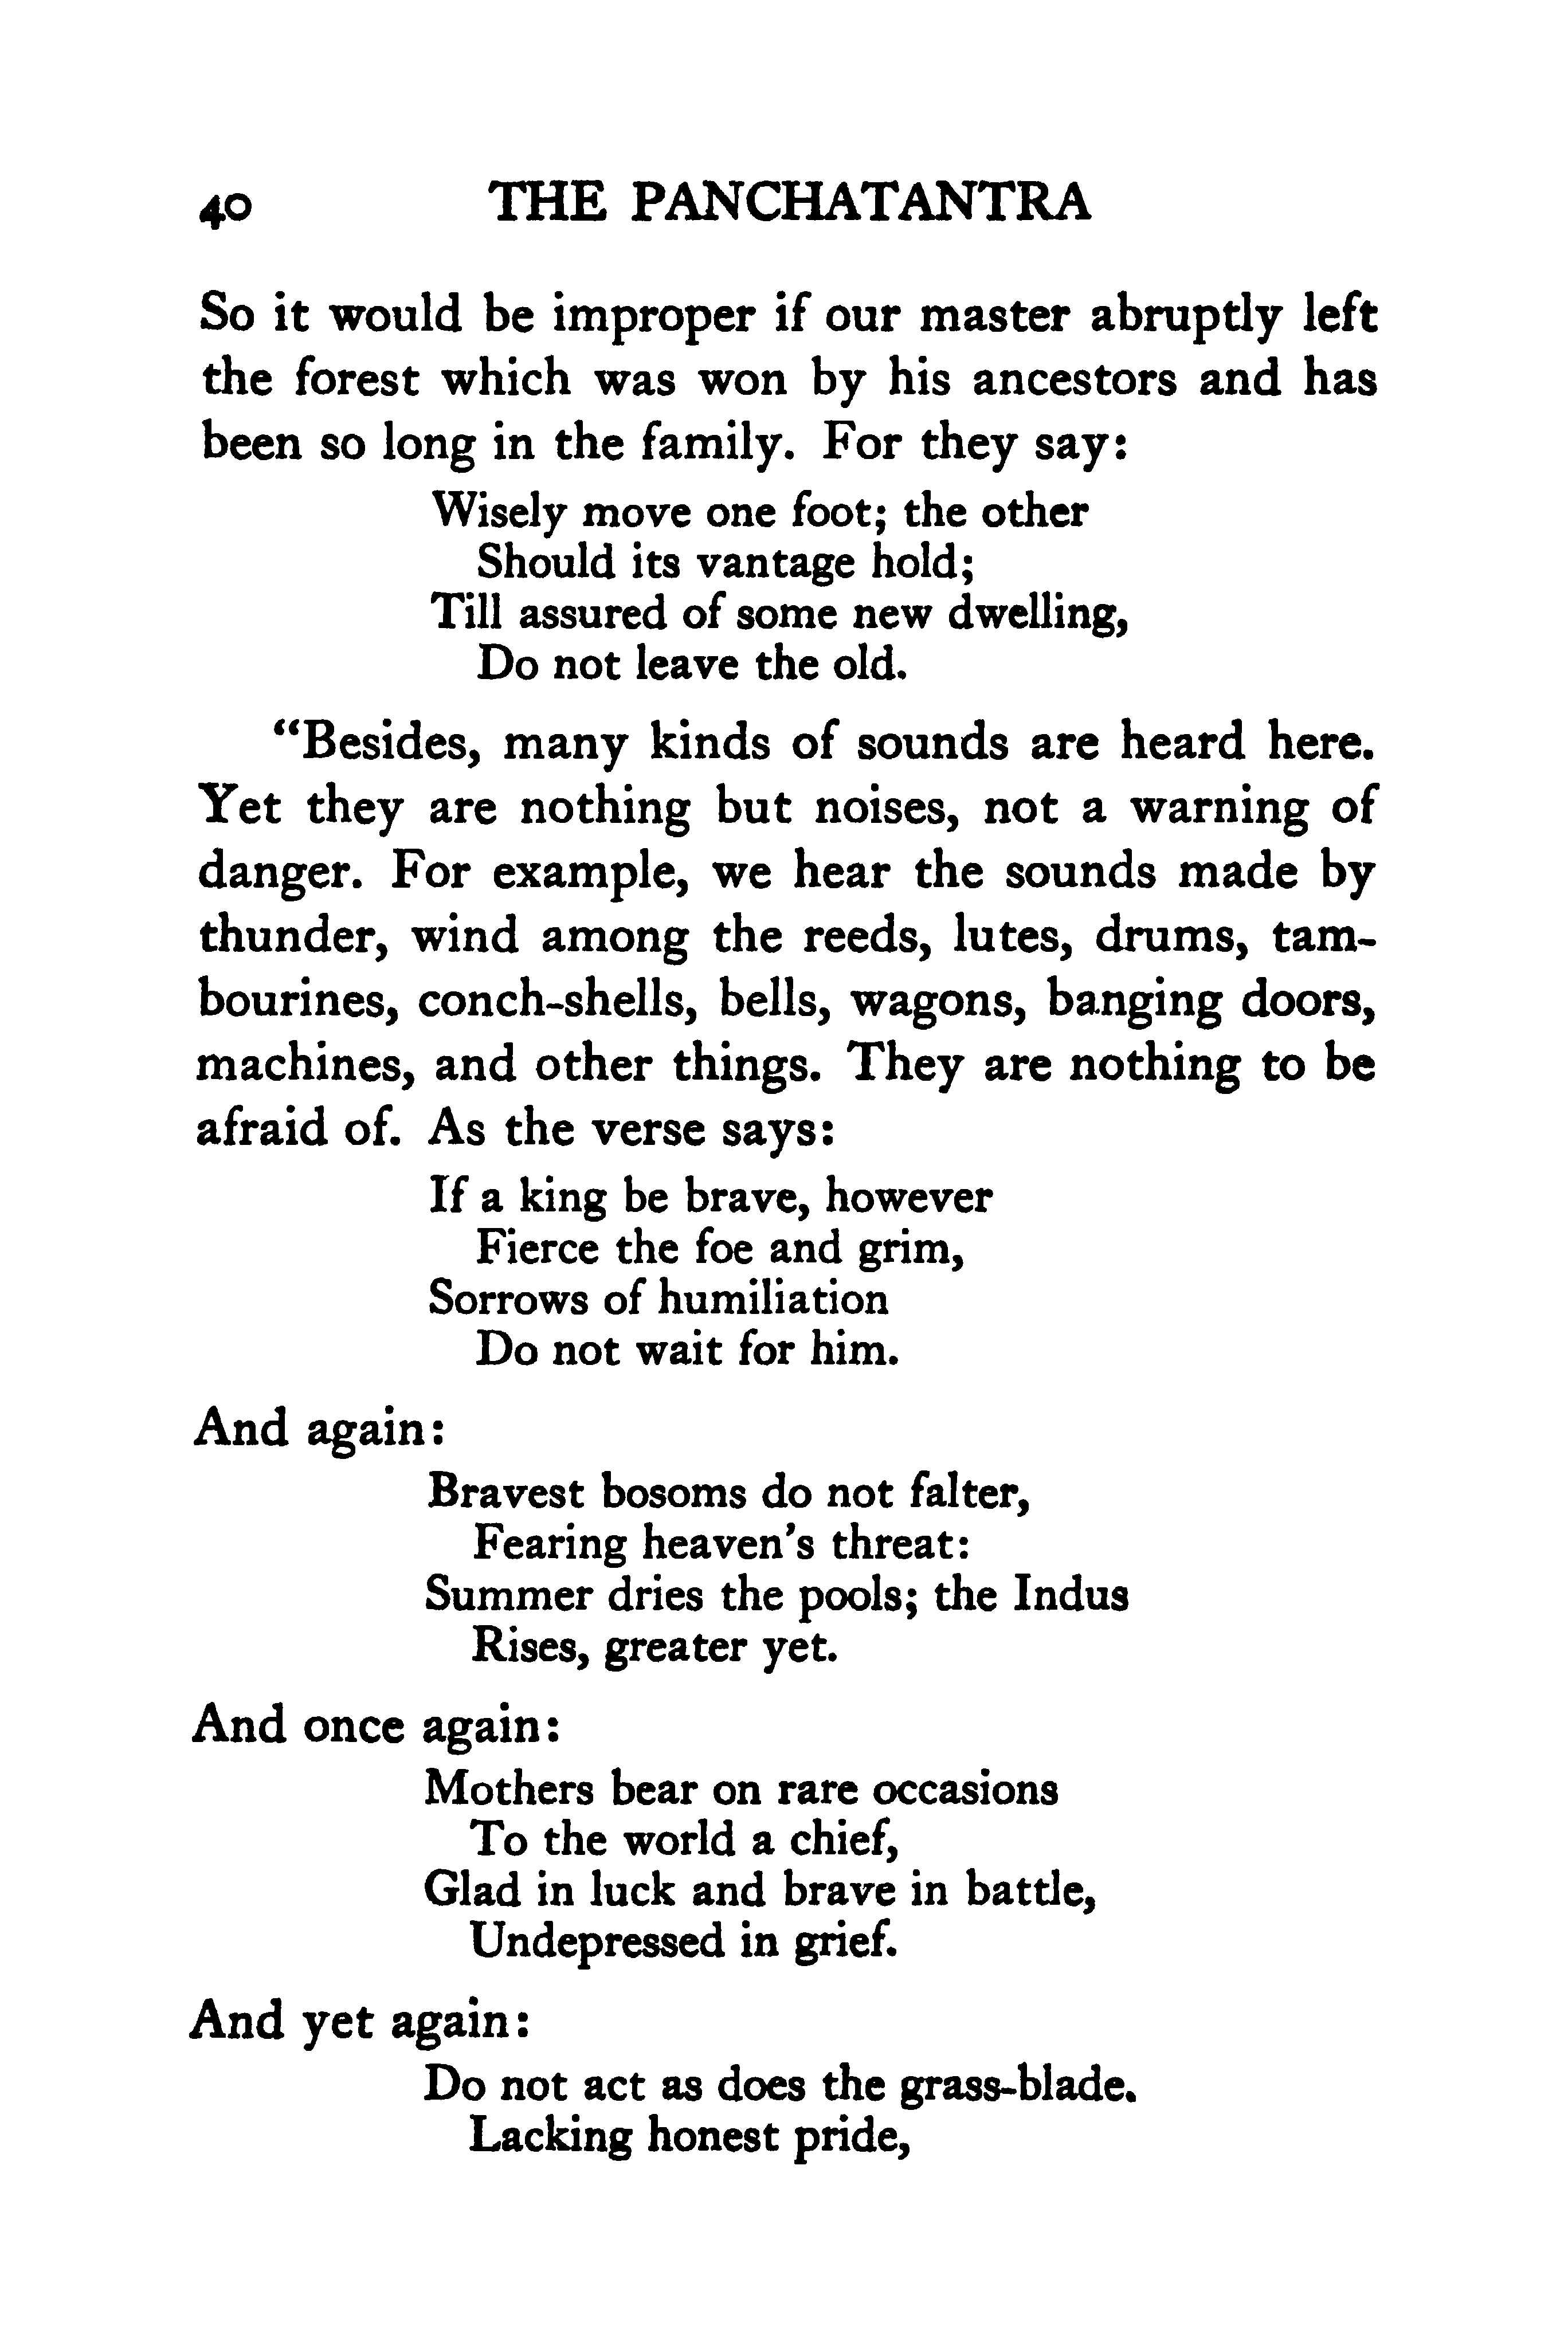 40 THE PANCHATANTRA
So it would be improper if our master abruptly left
the forest which was won by his ancestors and has
been so long in the family. For they say:
Wisely move one foot; the other
Should its vantage hold;
Till assured of some new dwelling,
Do not leave the old.
“Besides, many kinds of sounds are heard here.
Yet they are nothing but noises, not a warning of
danger. For example, we hear the sounds made by
thunder, wind among the reeds, lutes, drums, tam-
bourines, conch-shells, bells, wagons, banging doors,
machines, and other things. They are nothing to be
afraid of. As the verse says:
If a king be brave, however
Fierce the foe and grim,
Sorrows of humiliation
Do not wait for him.
And again:
Bravest bosoms do not falter,
Fearing heaven's threat:
Summer dries the pools; the Indus
Rises, greater yet.
And once again:
Mothers bear on rare occasions
To the world a chief,
Glad in luck and brave in battle,
Undepressed in grief.
And yet again:
Do not act as does the grass-blade.
Lacking honest pride,